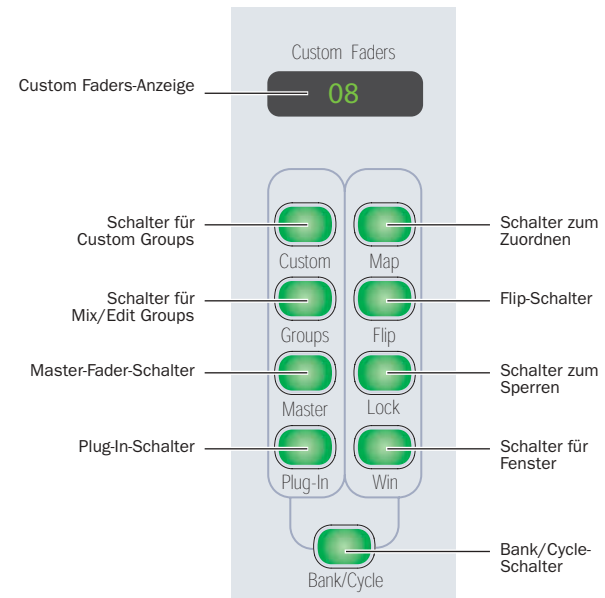 Custom Faders
Custom Faders-Anzeige
08
Schalter für
Custom Groups
Schalter zum
Zuordnen
Custom
Map
Schalter für
Mix/Edit Groups
Flip-Schalter
Groups
Flip
Master-Fader-Schalter
Schalter zum
Sperren
Master
Lock
Plug-In-Schalter
Schalter für
Fenster
Plug-In
Win
Bank/Cycle-
Schalter
Bank/Cycle